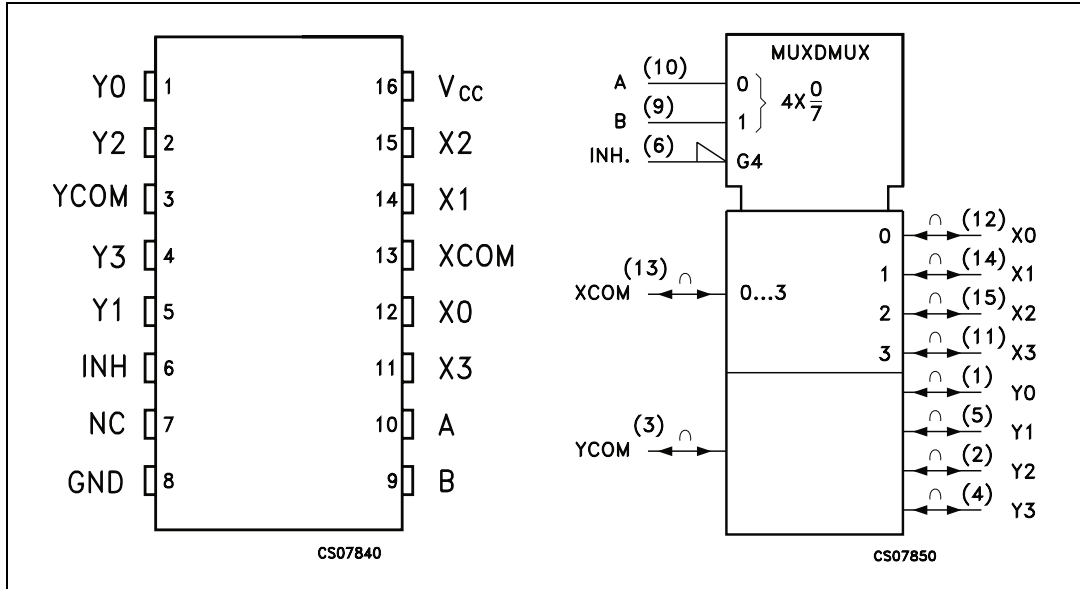 Y0 1 16 VCC
Y2 2 15 X2
YCOM 3 14 X1
Y3 4 13 XCOM
Y1 5 12 X0
INH 6 11 X3
NC 7 10 A
GND 8 9 B
CS07840
MUXDMUX
A (10) 0
4X 0/7
B (9) 1
INH. (6) G4
0 (12) X0
1 (14) X1
XCOM (13) 0...3
2 (15) X2
3 (11) X3
(1) Y0
(5) Y1
YCOM (3)
(2) Y2
(4) Y3
CS07850